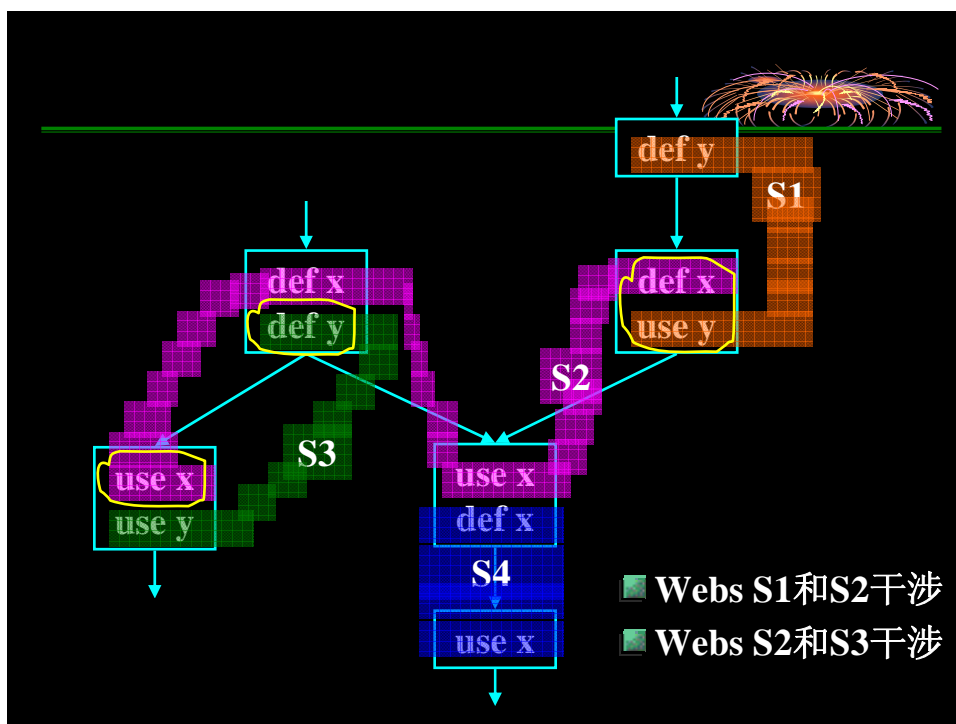 def y
S1
def x
def y
def x
use y
S2
S3
use x
use y
use x
def x
S4
use x
Webs S1和S2干涉
Webs S2和S3干涉